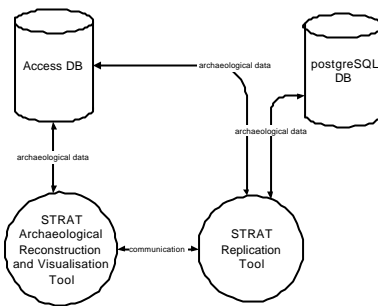 Access DB
archaeological data
postgreSQL
DB
archaeological data
archaeological data
STRAT
Archaeological
Reconstruction
and Visualisation
Tool
communication
STRAT
Replication
Tool